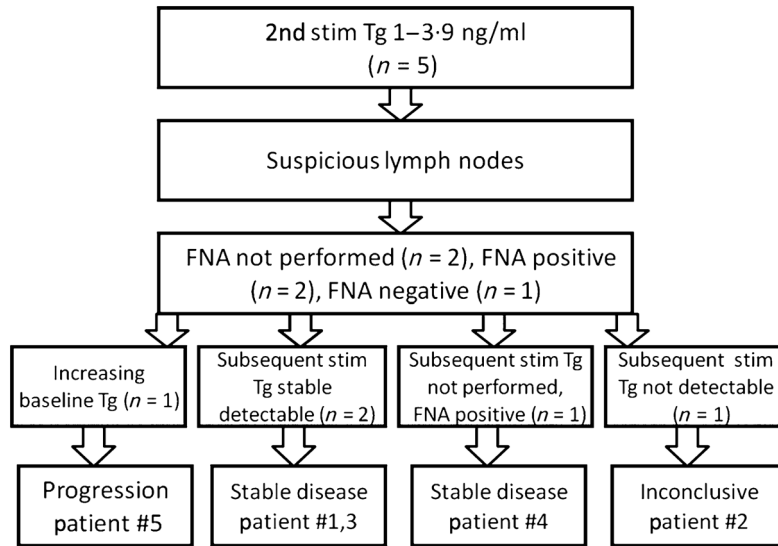 2nd stim Tg 1–3·9 ng/ml
(n = 5)
Suspicious lymph nodes
FNA not performed (n = 2), FNA positive
(n = 2), FNA negative (n = 1)
Increasing
baseline Tg (n = 1)
Subsequent stim
Tg stable
detectable (n = 2)
Subsequent stim Tg
not performed,
FNA positive (n = 1)
Subsequent stim
Tg not detectable
(n = 1)
Progression
patient #5
Stable disease
patient #1,3
Stable disease
patient #4
Inconclusive
patient #2